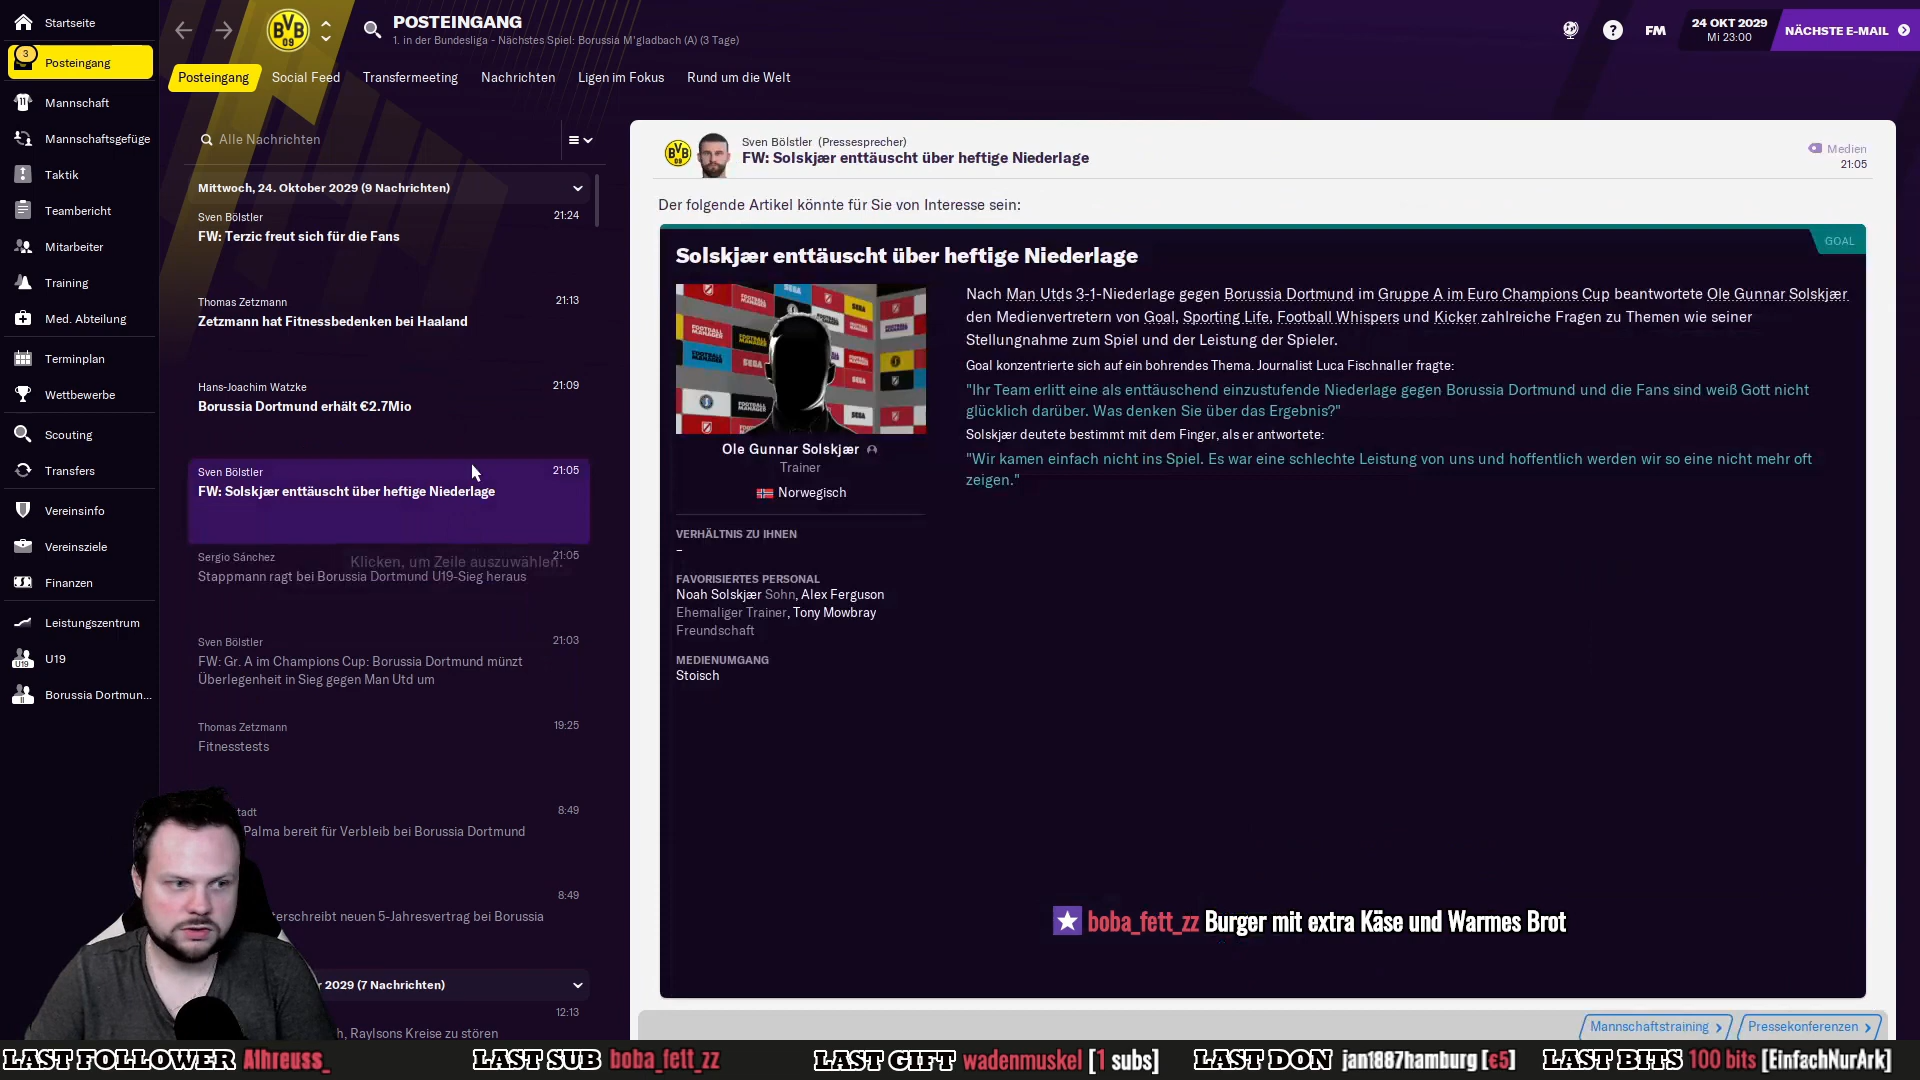 Startseite
3
Posteingang
Mannschaft
Mannschaftsgefüge
Taktik
Teambericht
Mitarbeiter
Training
Med. Abteilung
Terminplan
Wettbewerbe
Scouting
Transfers
Vereinsinfo
Vereinsziele
Finanzen
Leistungszentrum
U19
Borussia Dortmun...
BVB
09
POSTEINGANG
1. in der Bundesliga - Nächstes Spiel: Borussia M'gladbach (A) (3 Tage)
?
FM
24 OKT 2029
Mi 23:00
NÄCHSTE E-MAIL
Posteingang
Social Feed
Transfermeeting
Nachrichten
Ligen im Fokus
Rund um die Welt
Alle Nachrichten
Mittwoch, 24. Oktober 2029 (9 Nachrichten)
Sven Bölstler 21:24
FW: Terzic freut sich für die Fans
Thomas Zetzmann 21:13
Zetzmann hat Fitnessbedenken bei Haaland
Hans-Joachim Watzke 21:09
Borussia Dortmund erhält €2.7Mio
Sven Bölstler 21:05
FW: Solskjær enttäuscht über heftige Niederlage
Sergio Sánchez 21:05
Klicken, um Zeile auszuwählen.
Stappmann ragt bei Borussia Dortmund U19-Sieg heraus
Sven Bölstler 21:03
FW: Gr. A im Champions Cup: Borussia Dortmund münzt
Überlegenheit in Sieg gegen Man Utd um
Thomas Zetzmann 19:25
Fitnesstests
tadt 8:49
Palma bereit für Verbleib bei Borussia Dortmund
8:49
terschreibt neuen 5-Jahresvertrag bei Borussia
2029 (7 Nachrichten)
12:13
h, Raylsons Kreise zu stören
BVB
09
Sven Bölstler (Pressesprecher)
FW: Solskjær enttäuscht über heftige Niederlage
Medien
21:05
Der folgende Artikel könnte für Sie von Interesse sein:
GOAL
Solskjær enttäuscht über heftige Niederlage
Ole Gunnar Solskjær
Trainer
Norwegisch
VERHÄLTNIS ZU IHNEN
–
FAVORISIERTES PERSONAL
Noah Solskjær Sohn, Alex Ferguson
Ehemaliger Trainer, Tony Mowbray
Freundschaft
MEDIENUMGANG
Stoisch
Nach Man Utds 3-1-Niederlage gegen Borussia Dortmund im Gruppe A im Euro Champions Cup beantwortete Ole Gunnar Solskjær
den Medienvertretern von Goal, Sporting Life, Football Whispers und Kicker zahlreiche Fragen zu Themen wie seiner
Stellungnahme zum Spiel und der Leistung der Spieler.
Goal konzentrierte sich auf ein bohrendes Thema. Journalist Luca Fischnaller fragte:
"Ihr Team erlitt eine als enttäuschend einzustufende Niederlage gegen Borussia Dortmund und die Fans sind weiß Gott nicht
glücklich darüber. Was denken Sie über das Ergebnis?"
Solskjær deutete bestimmt mit dem Finger, als er antwortete:
"Wir kamen einfach nicht ins Spiel. Es war eine schlechte Leistung von uns und hoffentlich werden wir so eine nicht mehr oft
zeigen."
boba_fett_zz Burger mit extra Käse und Warmes Brot
Mannschaftstraining
Pressekonferenzen
LAST FOLLOWER Aihreuss_
LAST SUB boba_fett_zz
LAST GIFT wadenmuskel [1 subs]
LAST DON jan1887hamburg [€5]
LAST BITS 100 bits [EinfachNurArk]